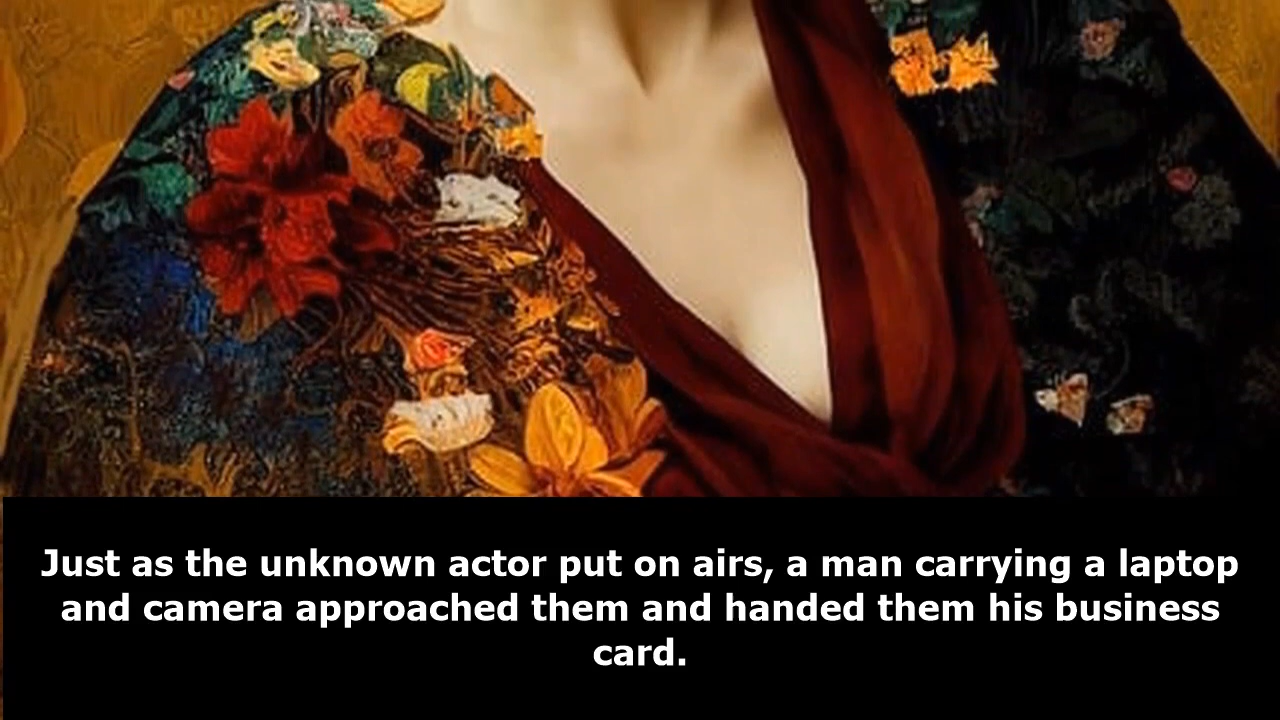 Just as the unknown actor put on airs, a man carrying a laptop
and camera approached them and handed them his business
card.